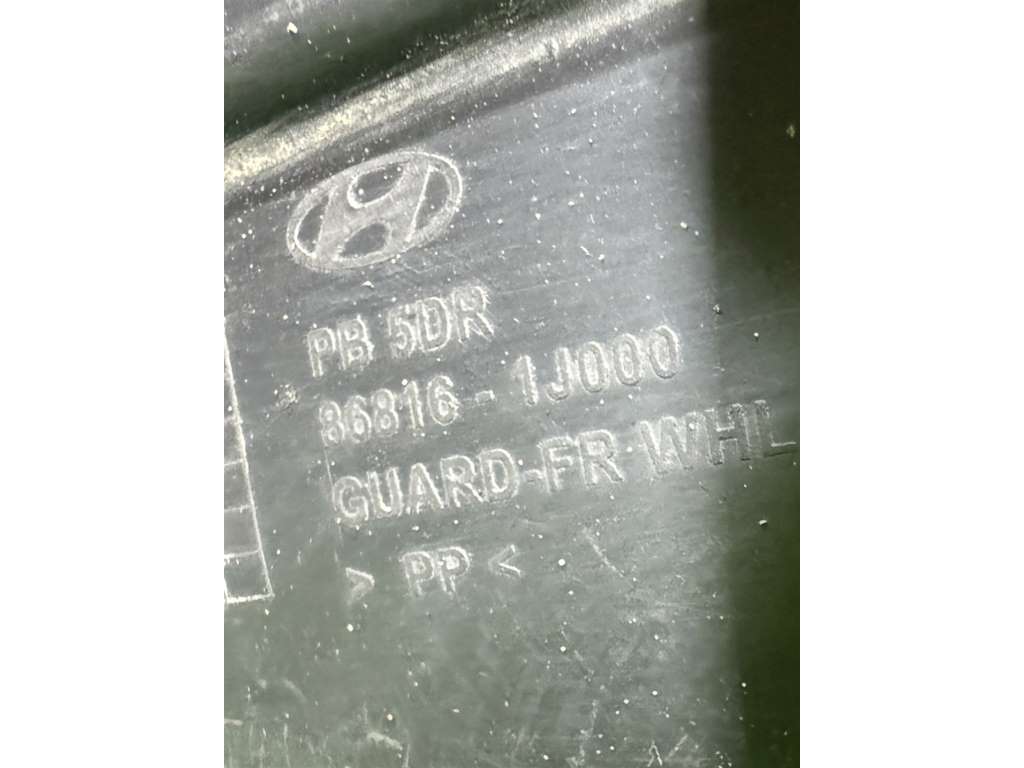 PB 5DR
86816-1J000
GUARD-FR·WHL
> PP <